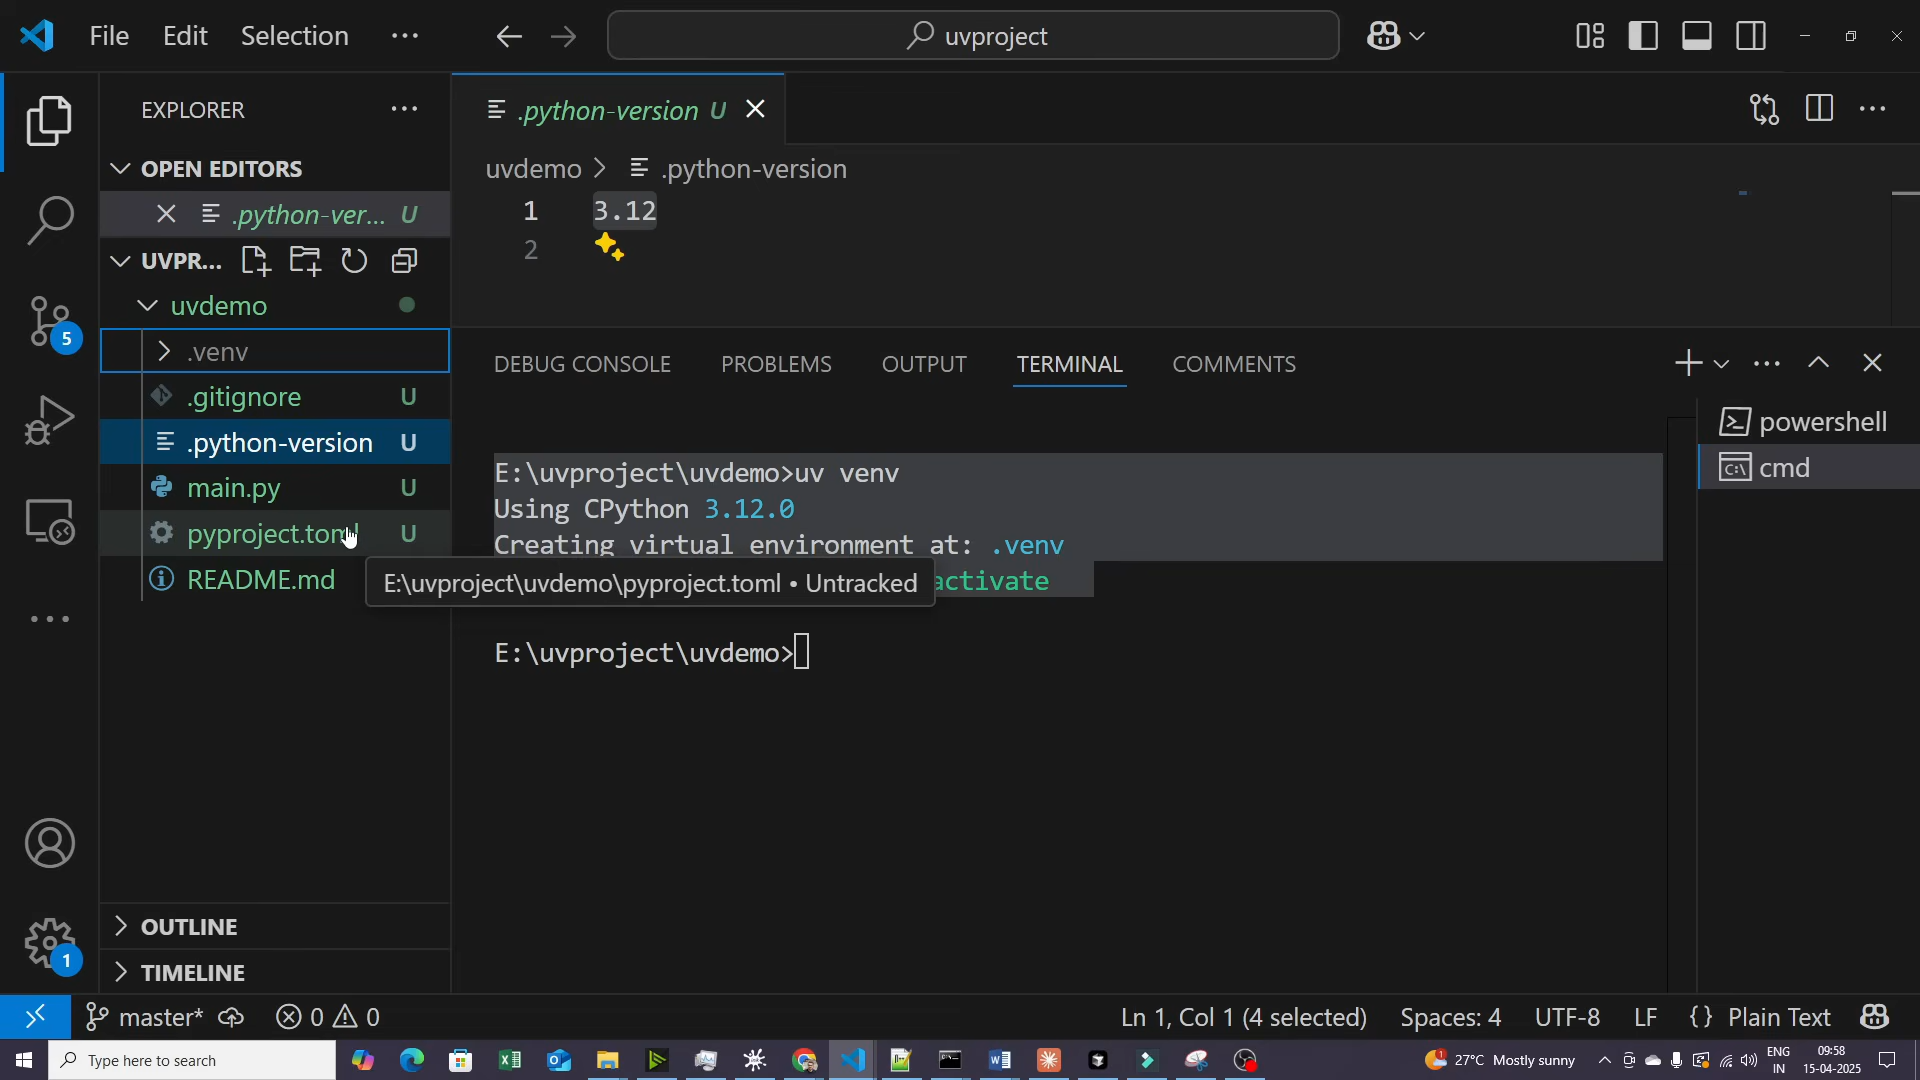 File Edit Selection ...
uvproject
EXPLORER
OPEN EDITORS
.python-ver... U
UVPR...
uvdemo
.venv
.gitignore U
.python-version U
main.py U
pyproject.toml U
README.md
OUTLINE
TIMELINE
5
1
.python-version U
uvdemo > .python-version
1 3.12
2
DEBUG CONSOLE PROBLEMS OUTPUT TERMINAL COMMENTS
powershell
cmd
E:\uvproject\uvdemo>uv venv
Using CPython 3.12.0
Creating virtual environment at: .venv
activate
E:\uvproject\uvdemo\pyproject.toml • Untracked
E:\uvproject\uvdemo>
master* 0 0 Ln 1, Col 1 (4 selected) Spaces: 4 UTF-8 LF {} Plain Text
Type here to search
27°C Mostly sunny
ENG
IN
09:58
15-04-2025